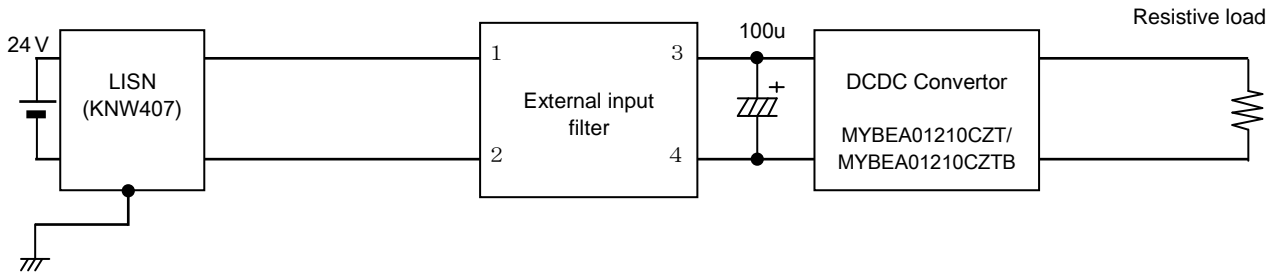 Resistive load
24 V
100u
LISN
(KNW407)
1
3
External input
filter
2
4
+
DCDC Convertor
MYBEA01210CZT/
MYBEA01210CZTB